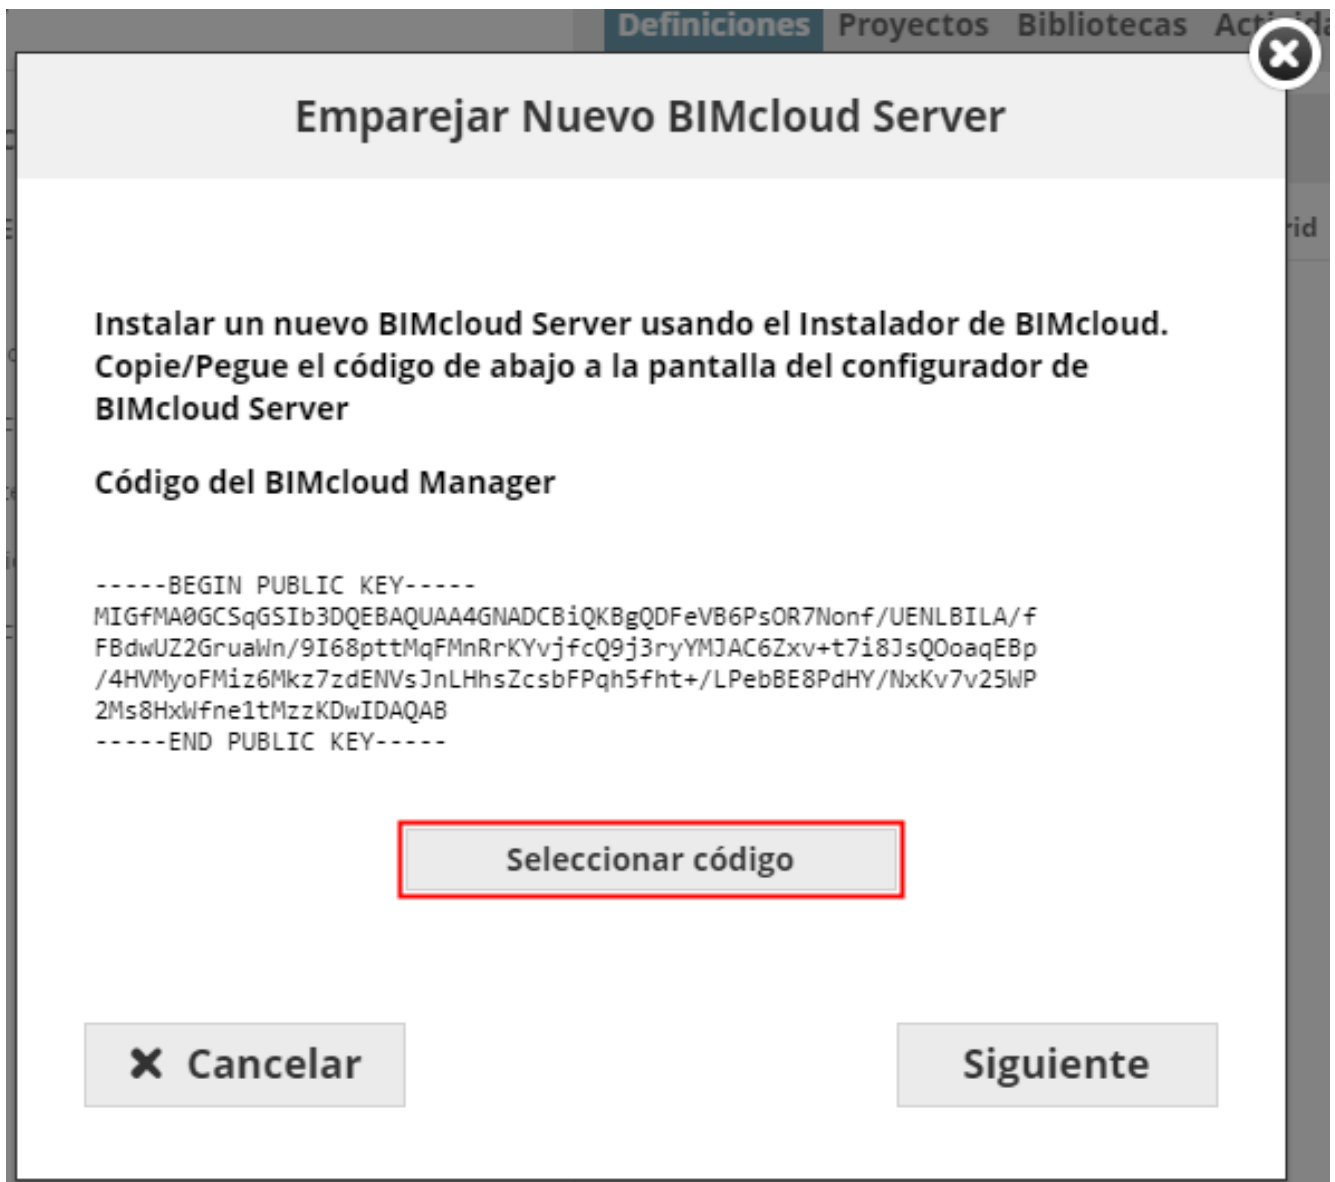 Definiciones Proyectos Bibliotecas
Emparejar Nuevo BIMcloud Server
Instalar un nuevo BIMcloud Server usando el Instalador de BIMcloud.
Copie/Pegue el código de abajo a la pantalla del configurador de
BIMcloud Server
Código del BIMcloud Manager
-----BEGIN PUBLIC KEY-----
MIGfMA0GCSqGSIb3DQEBAQUAA4GNADCBiQKBgQDFeVB6PsOR7Nonf/UENLBILA/f
FBdwUZ2GruaWn/9I68pttMqFMnRrKYvjfcQ9j3ryYMJAC6Zxv+t7i8JsQOoaqEBp
/4HVMyoFMiz6Mkz7zdENVsJnLHhsZcsbFPqh5fht+/LPebBE8PdHY/NxKv7v25WP
2Ms8HxWfne1tMzzKDwIDAQAB
-----END PUBLIC KEY-----
Seleccionar código
Cancelar
Siguiente